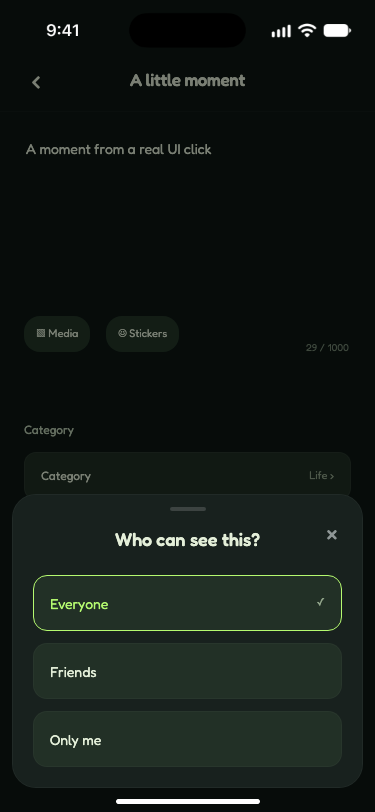 9:41
A little moment
A moment from a real UI click
Media
Stickers
29 / 1000
Category
Category
Life ›
Who can see this?
Everyone
Friends
Only me